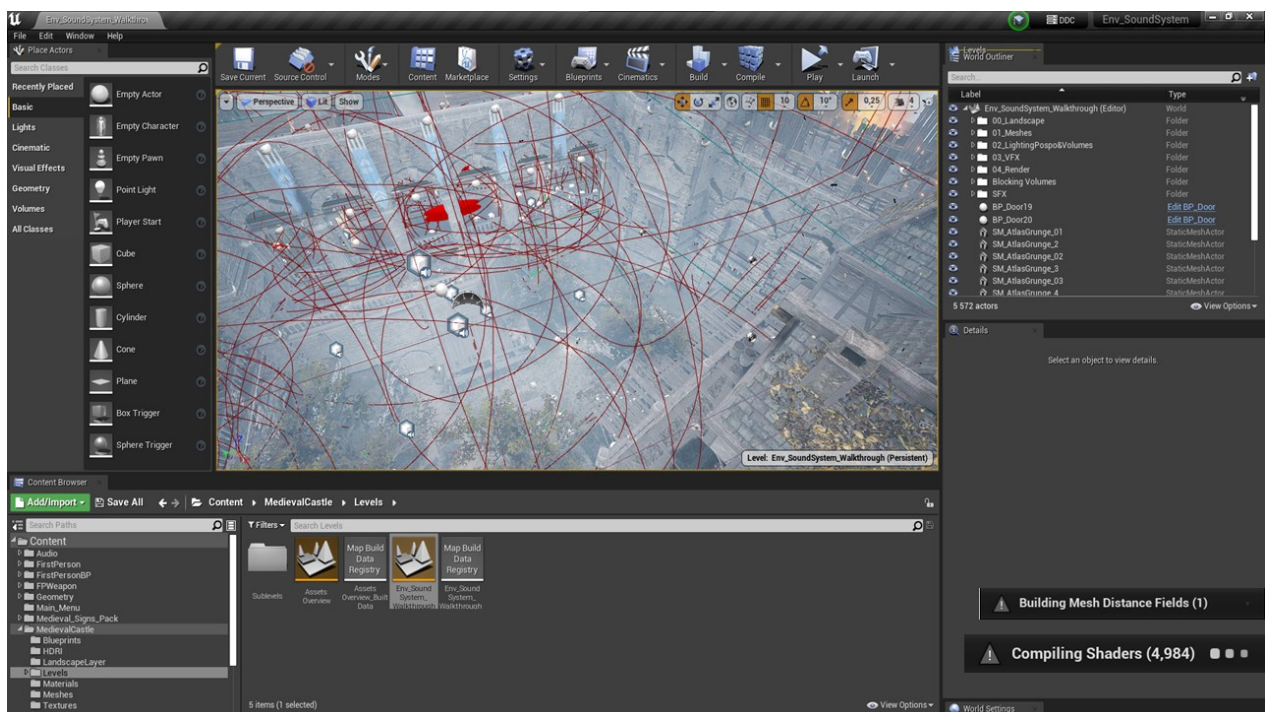 Env_SoundSystem_Walkthro
DDC
Env_SoundSystem
File Edit Window Help
Place Actors
Search Classes
Recently Placed
Basic
Lights
Cinematic
Visual Effects
Geometry
Volumes
All Classes
Empty Actor
Empty Character
Empty Pawn
Point Light
Player Start
Cube
Sphere
Cylinder
Cone
Plane
Box Trigger
Sphere Trigger
Save Current Source Control Modes Content Marketplace Settings Blueprints Cinematics Build Compile Play Launch
Perspective Lit Show
10 10° 0,25 4
Level: Env_SoundSystem_Walkthrough (Persistent)
Levels
World Outliner
Search...
Label Type
Env_SoundSystem_Walkthrough (Editor) World
00_Landscape Folder
01_Meshes Folder
02_LightingPospo&Volumes Folder
03_VFX Folder
04_Render Folder
Blocking Volumes Folder
SFX Folder
BP_Door19 Edit BP_Door
BP_Door20 Edit BP_Door
SM_AtlasGrunge_01 StaticMeshActor
SM_AtlasGrunge_2 StaticMeshActor
SM_AtlasGrunge_02 StaticMeshActor
SM_AtlasGrunge_3 StaticMeshActor
SM_AtlasGrunge_03 StaticMeshActor
SM_AtlasGrunge_4 StaticMeshActor
5 572 actors View Options
Details
Select an object to view details.
Content Browser
Add/Import Save All Content MedievalCastle Levels
Search Paths
Content
Audio
FirstPerson
FirstPersonBP
FPWeapon
Geometry
Main_Menu
Medieval_Signs_Pack
MedievalCastle
Blueprints
HDRI
LandscapeLayer
Levels
Materials
Meshes
Textures
Filters Search Levels
Sublevels
Assets
Overview
Map Build
Data
Registry
Assets
Overview_Built
Data
Env_Sound
System_
Walkthrough
Map Build
Data
Registry
Env_Sound
System_
Walkthrough
5 items (1 selected) View Options
Building Mesh Distance Fields (1)
Compiling Shaders (4,984)
World Settings